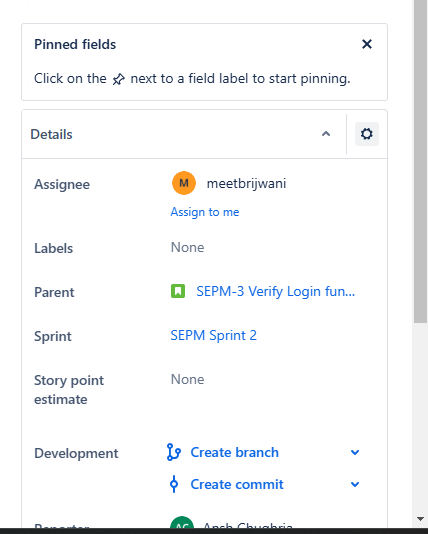 Pinned fields
Click on the next to a field label to start pinning.
Details
Assignee
M meetbrijwani
Assign to me
Labels
None
Parent
SEPM-3 Verify Login fun...
Sprint
SEPM Sprint 2
Story point
estimate
None
Development
Create branch
Create commit
Reporter
AC Ansh Chughria